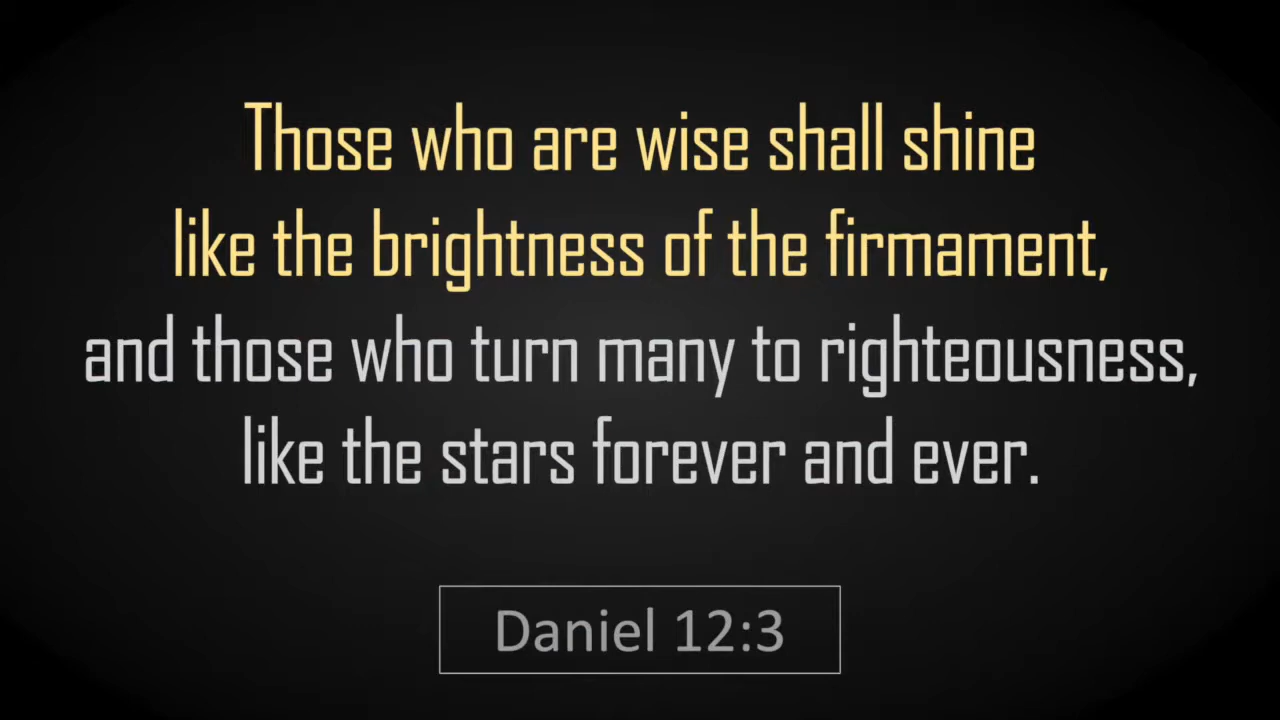 Those who are wise shall shine
like the brightness of the firmament,
and those who turn many to righteousness,
like the stars forever and ever.
Daniel 12:3